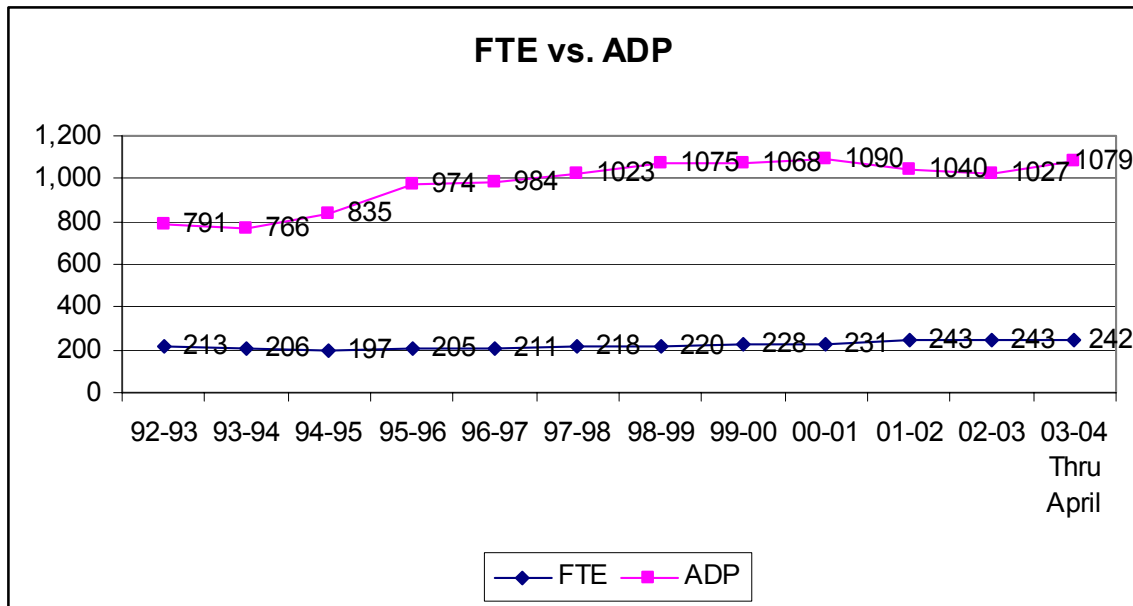 FTE vs. ADP
1,200
1,000
800
600
400
200
0
791 766 835 974 984 1023 1075 1068 1090 1040 1027 1079
213 206 197 205 211 218 220 228 231 243 243 242
92-93 93-94 94-95 95-96 96-97 97-98 98-99 99-00 00-01 01-02 02-03 03-04
Thru
April
FTE ADP